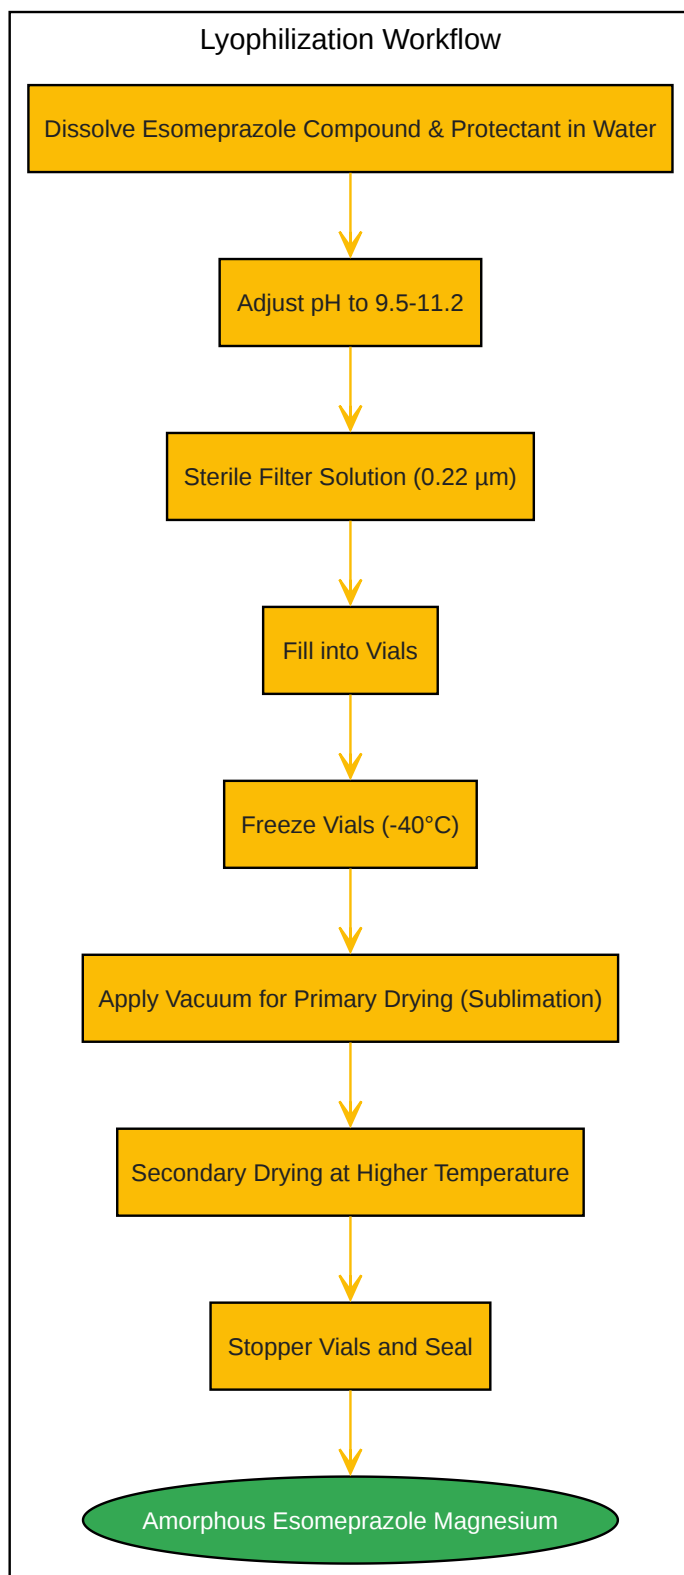 Lyophilization Workflow
Dissolve Esomeprazole Compound & Protectant in Water
Adjust pH to 9.5-11.2
Sterile Filter Solution (0.22 µm)
Fill into Vials
Freeze Vials (-40°C)
Apply Vacuum for Primary Drying (Sublimation)
Secondary Drying at Higher Temperature
Stopper Vials and Seal
Amorphous Esomeprazole Magnesium